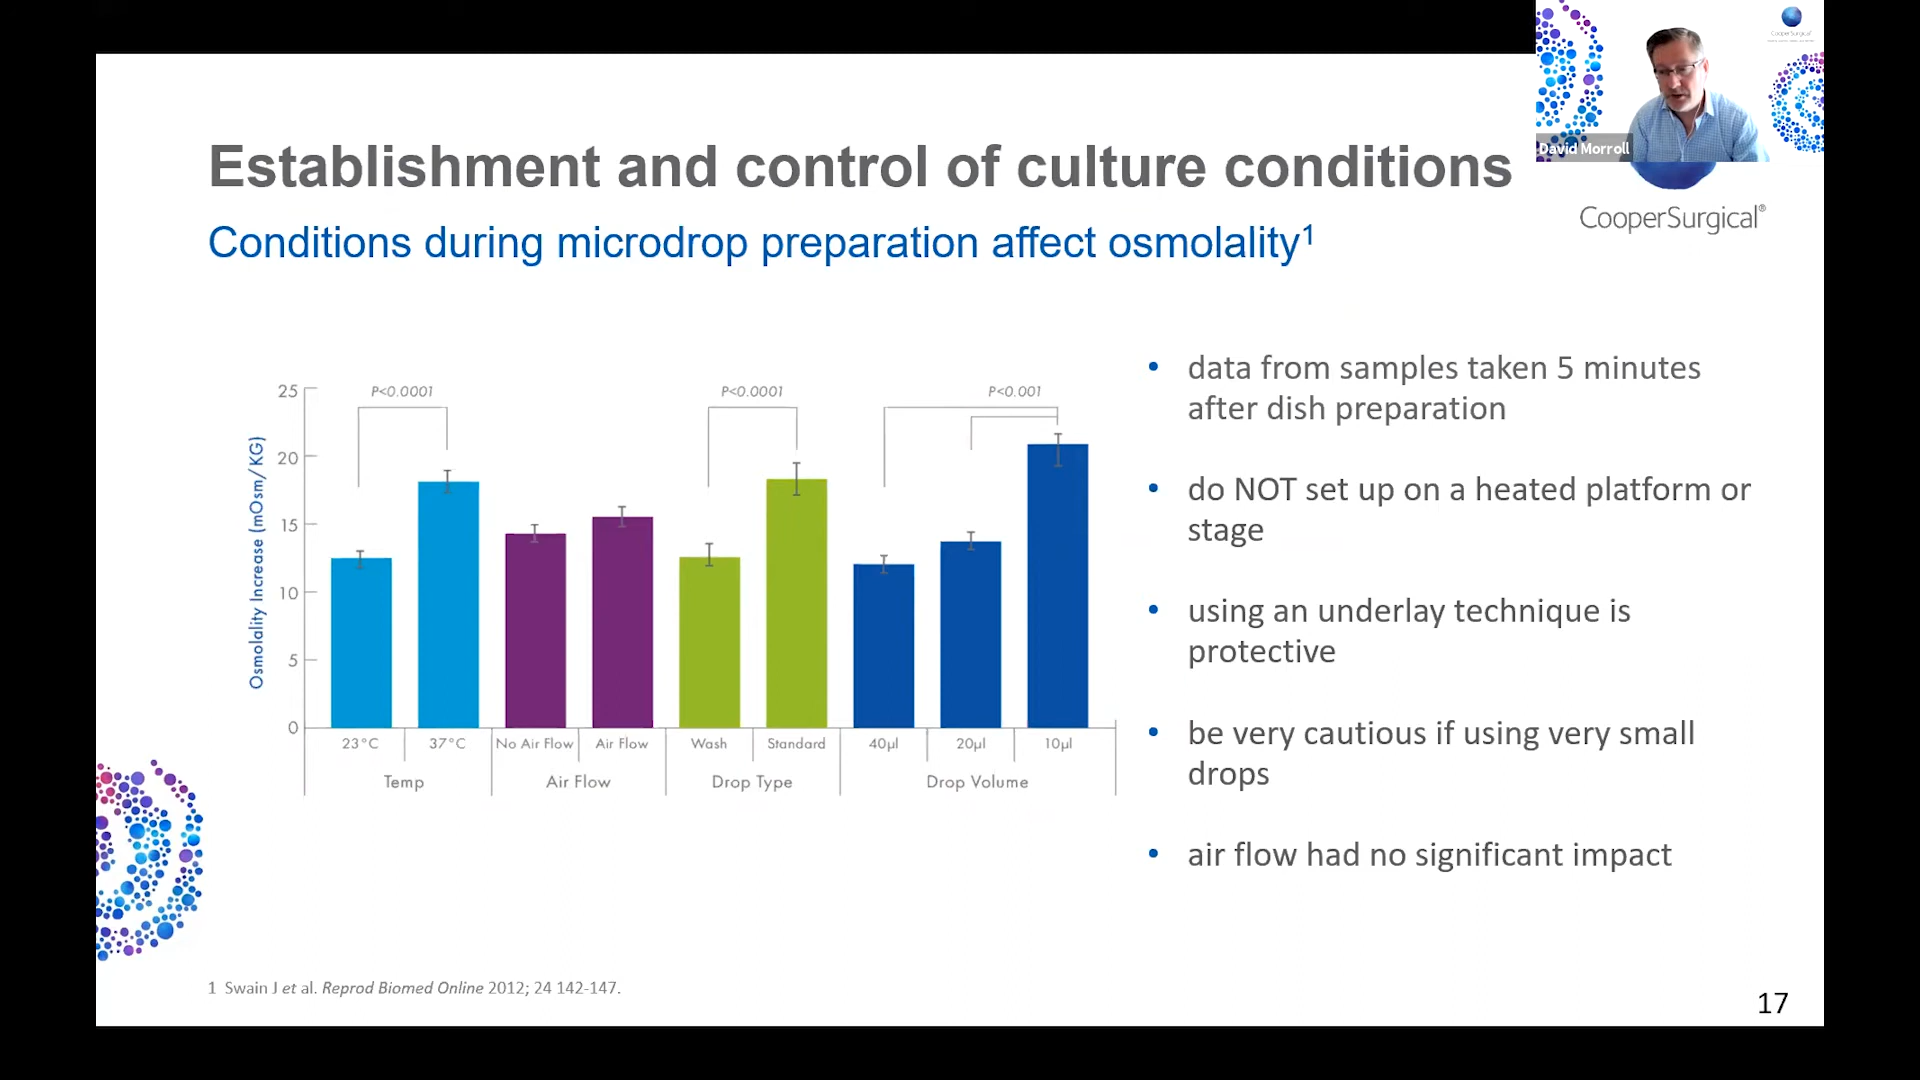 CooperSurgical
David Morroll
Establishment and control of culture conditions
CooperSurgical®
Conditions during microdrop preparation affect osmolality1
25
20
15
10
5
0
Osmolality Increase (mOsm/KG)
P<0.0001
P<0.0001
P<0.001
23°C
37°C
No Air Flow
Air Flow
Wash
Standard
40µl
20µl
10µl
Temp
Air Flow
Drop Type
Drop Volume
• data from samples taken 5 minutes
after dish preparation
• do NOT set up on a heated platform or
stage
• using an underlay technique is
protective
• be very cautious if using very small
drops
• air flow had no significant impact
1 Swain J et al. Reprod Biomed Online 2012; 24 142-147.
17